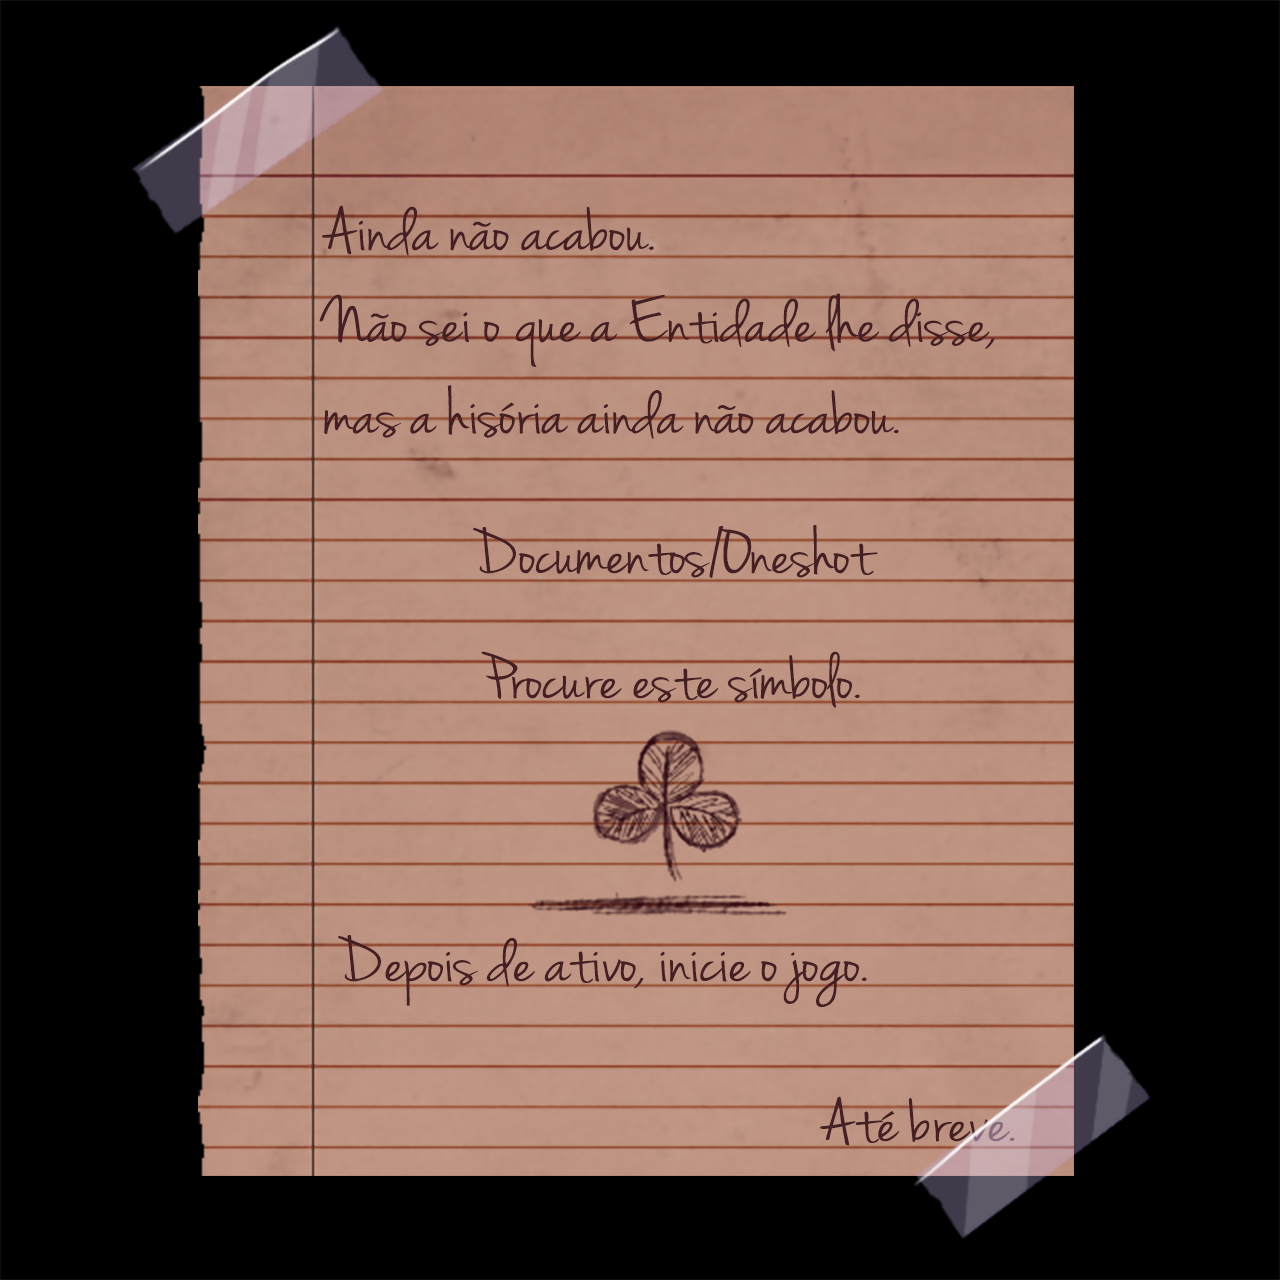 Ainda não acabou.
Não sei o que a Entidade lhe disse,
mas a hisória ainda não acabou.
Documentos/Oneshot
Procure este símbolo.
Depois de ativo, inicie o jogo.
Até breve.